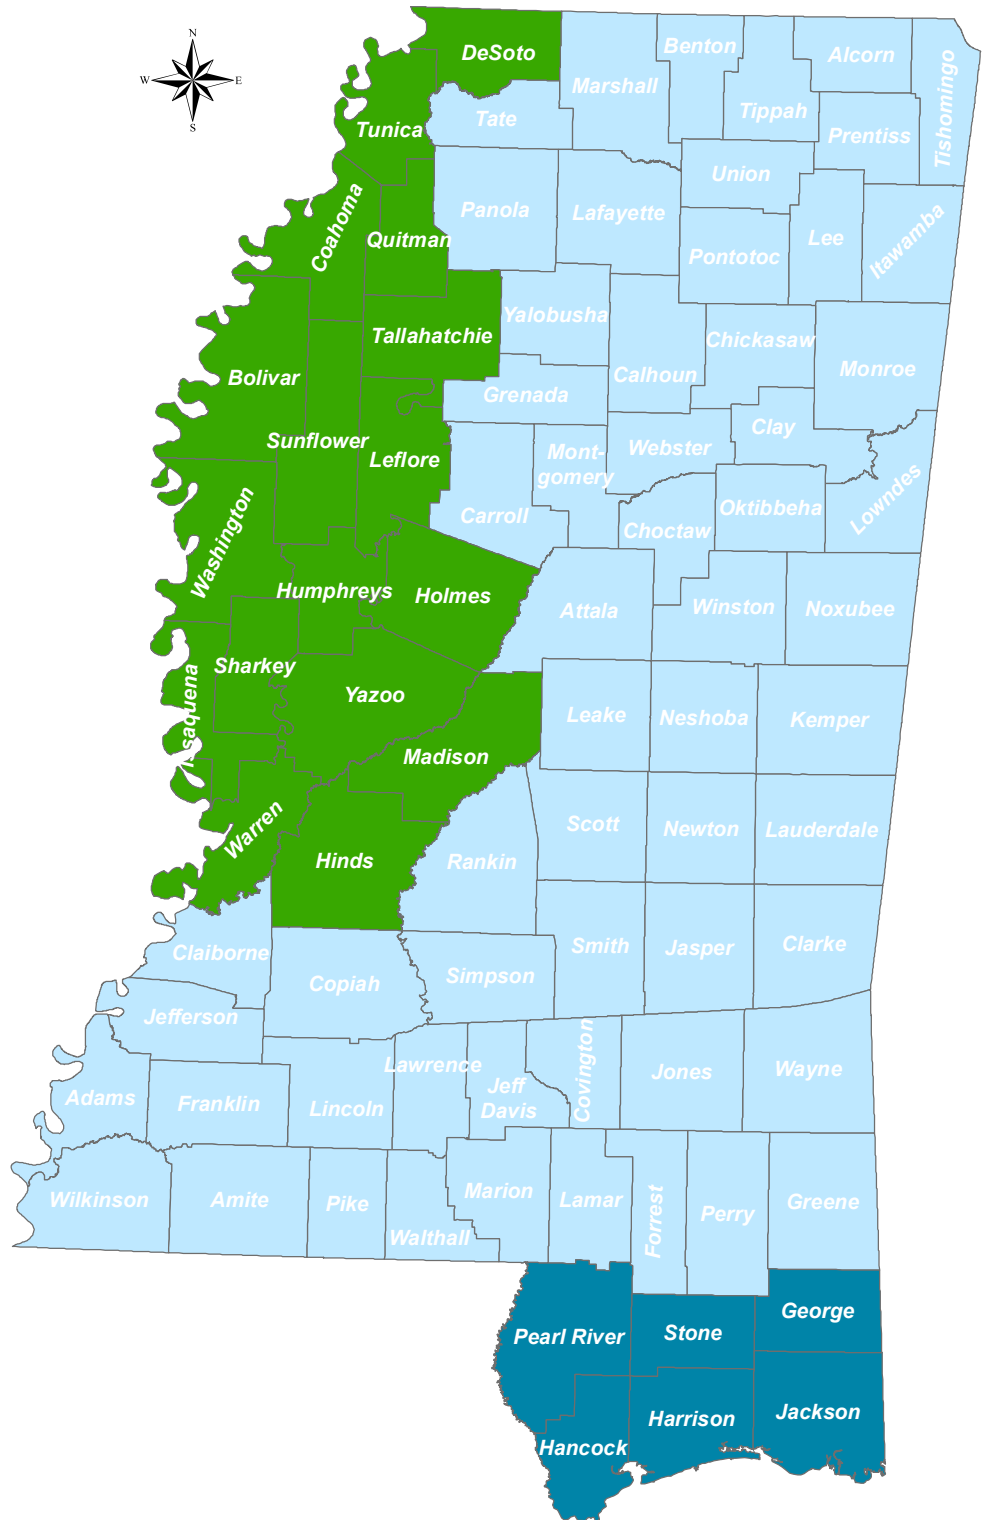 N
W E
S
DeSoto
Benton
Alcorn
Marshall
Tippah
Tishomingo
Tunica
Tate
Prentiss
Union
Coahoma
Quitman
Panola
Lafayette
Pontotoc
Lee
Itawamba
Tallahatchie
Yalobusha
Chickasaw
Bolivar
Calhoun
Monroe
Grenada
Sunflower
Leflore
Mont-
gomery
Webster
Clay
Carroll
Choctaw
Oktibbeha
Lowndes
Washington
Humphreys
Holmes
Attala
Winston
Noxubee
Sharkey
Issaquena
Yazoo
Leake
Neshoba
Kemper
Madison
Warren
Hinds
Rankin
Scott
Newton
Lauderdale
Claiborne
Copiah
Simpson
Smith
Jasper
Clarke
Jefferson
Lawrence
Covington
Jones
Wayne
Adams
Franklin
Lincoln
Jeff
Davis
Wilkinson
Amite
Pike
Walthall
Marion
Lamar
Forrest
Perry
Greene
Pearl River
Stone
George
Hancock
Harrison
Jackson